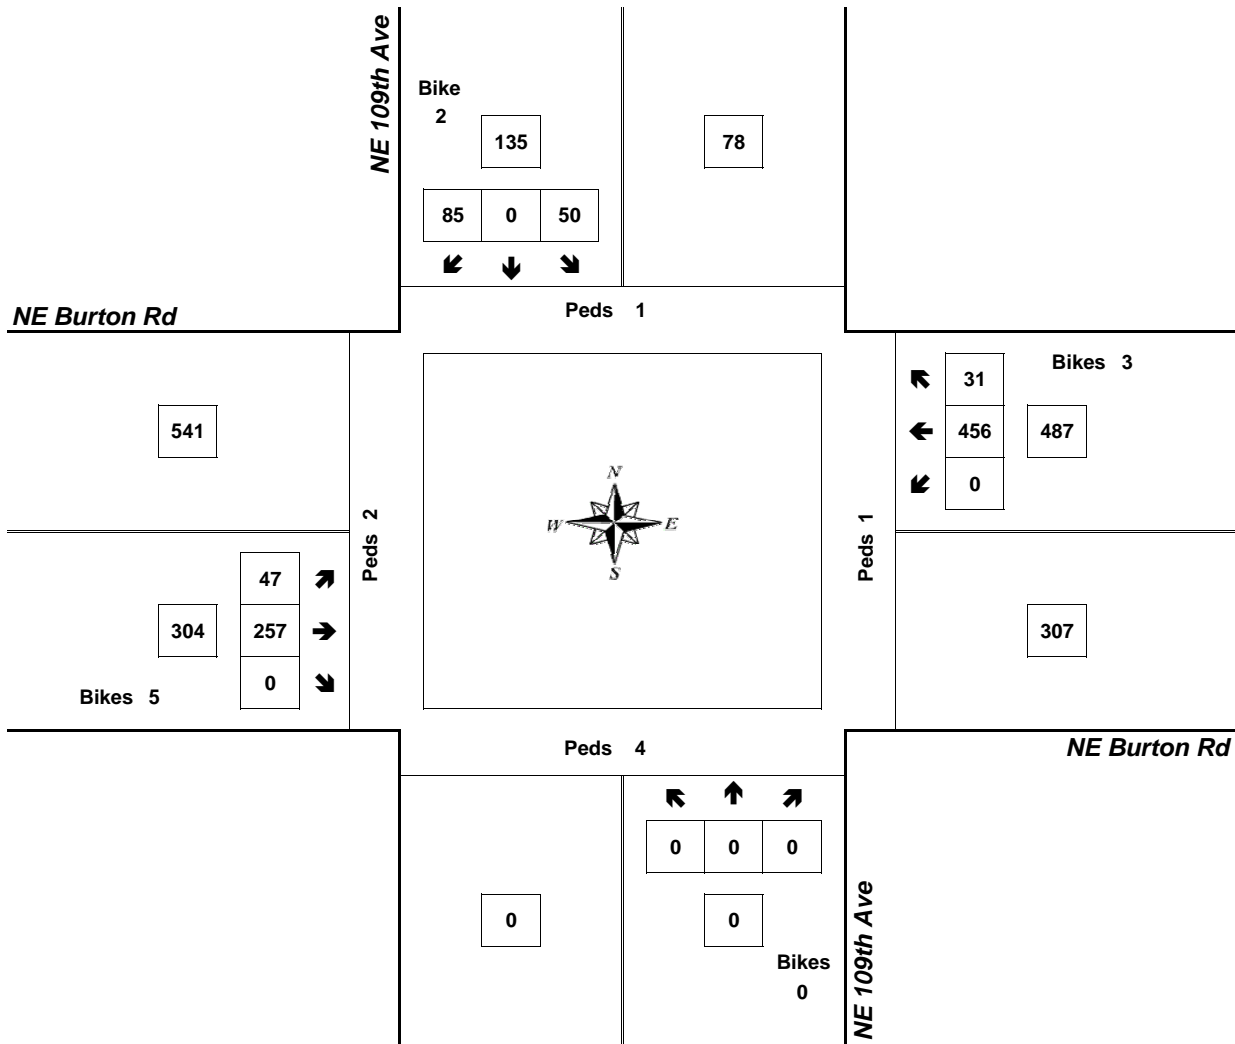 NE 109th Ave
Bike
2
135
78
85 0 50
Peds 1
NE Burton Rd
Bikes 3
31
541
456 487
0
N
W E
S
Peds 2
Peds 1
47
304 257
307
0
Bikes 5
Peds 4
NE Burton Rd
0 0 0
0
0
Bikes
0
NE 109th Ave